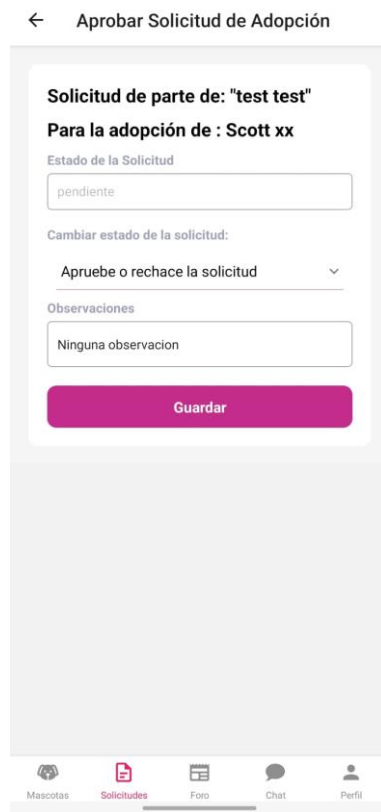 Aprobar Solicitud de Adopción
Solicitud de parte de: "test test"
Para la adopción de : Scott xx
Estado de la Solicitud
pendiente
Cambiar estado de la solicitud:
Apruebe o rechace la solicitud
Observaciones
Ninguna observacion
Guardar
Mascotas Solicitudes Foro Chat Perfil